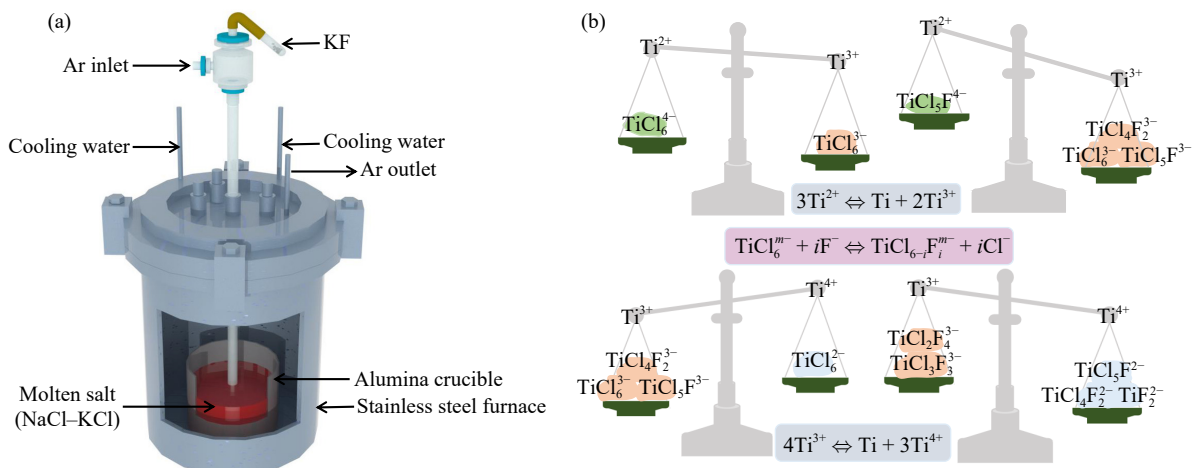 (a)
KF
Ar inlet
Cooling water
Cooling water
Ar outlet
Molten salt
(NaCl–KCl)
Alumina crucible
Stainless steel furnace
(b)
Ti²⁺
Ti³⁺
TiCl₆⁴⁻
TiCl₆³⁻
Ti²⁺
Ti³⁺
TiCl₅F⁴⁻
TiCl₄F₂³⁻
TiCl₆³⁻ TiCl₅F³⁻
3Ti²⁺ ⇔ Ti + 2Ti³⁺
TiCl₆ᵐ⁻ + iF⁻ ⇔ TiCl₆₋ᵢFᵢᵐ⁻ + iCl⁻
Ti³⁺
Ti⁴⁺
TiCl₄F₂³⁻
TiCl₆³⁻ TiCl₅F³⁻
TiCl₆²⁻
Ti³⁺
Ti⁴⁺
TiCl₂F₄³⁻
TiCl₃F₃³⁻
TiCl₅F²⁻
TiCl₄F₂²⁻ TiF₂²⁻
4Ti³⁺ ⇔ Ti + 3Ti⁴⁺